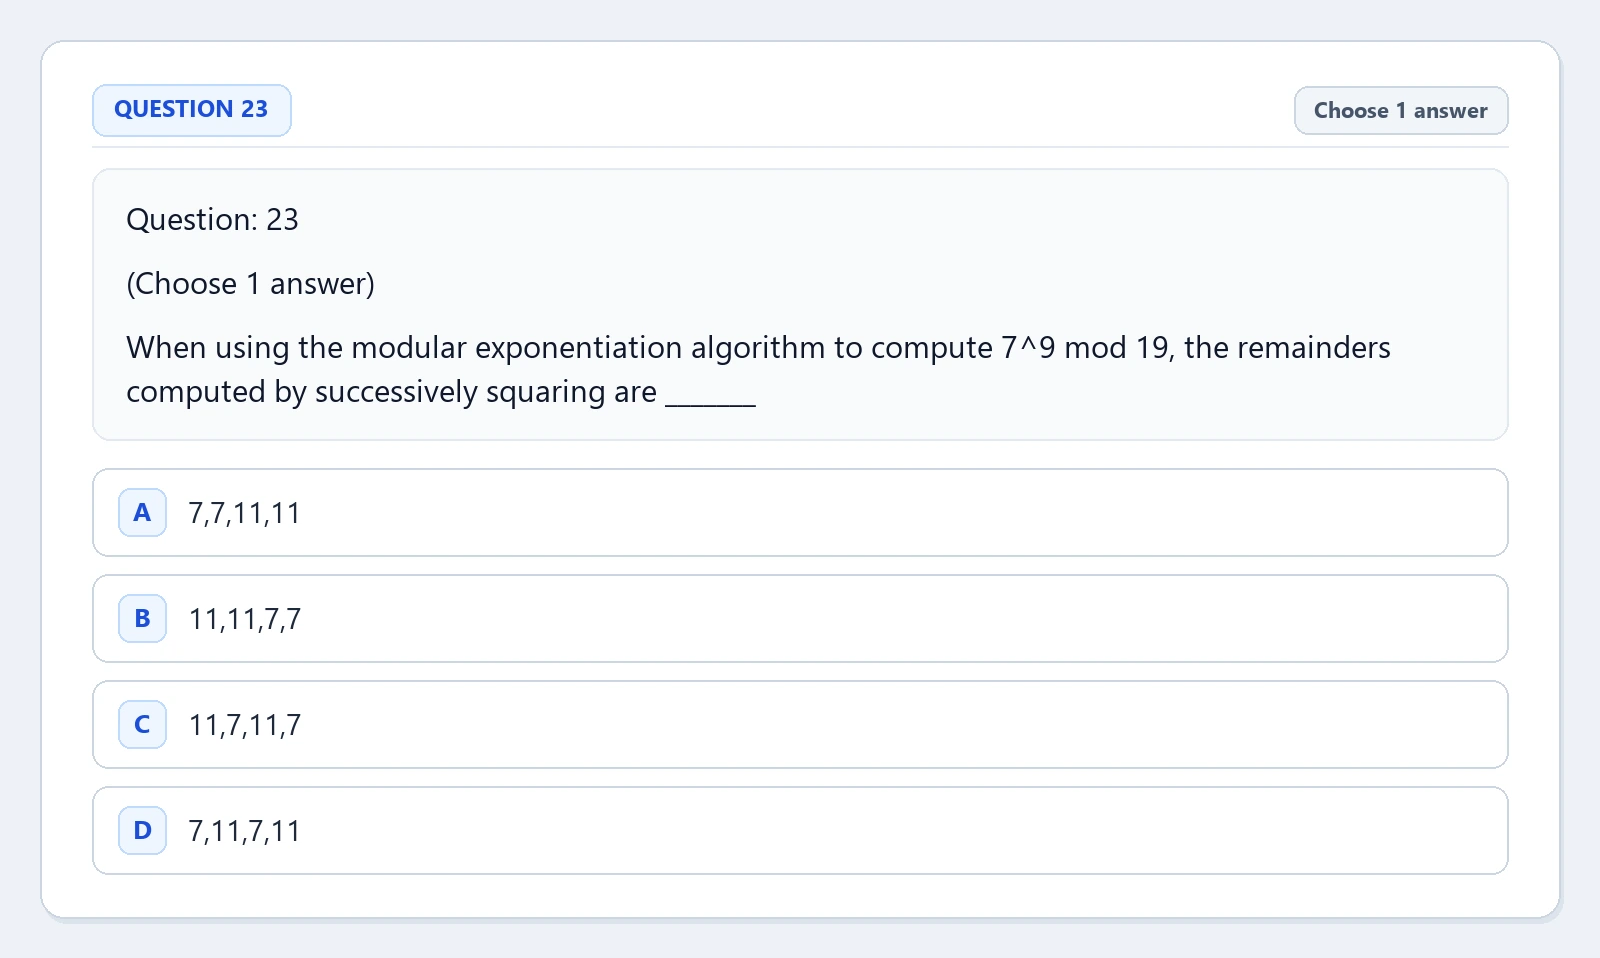 QUESTION 23
Choose 1 answer
Question: 23
(Choose 1 answer)
When using the modular exponentiation algorithm to compute 7^9 mod 19, the remainders
computed by successively squaring are _______
A 7,7,11,11
B 11,11,7,7
C 11,7,11,7
D 7,11,7,11